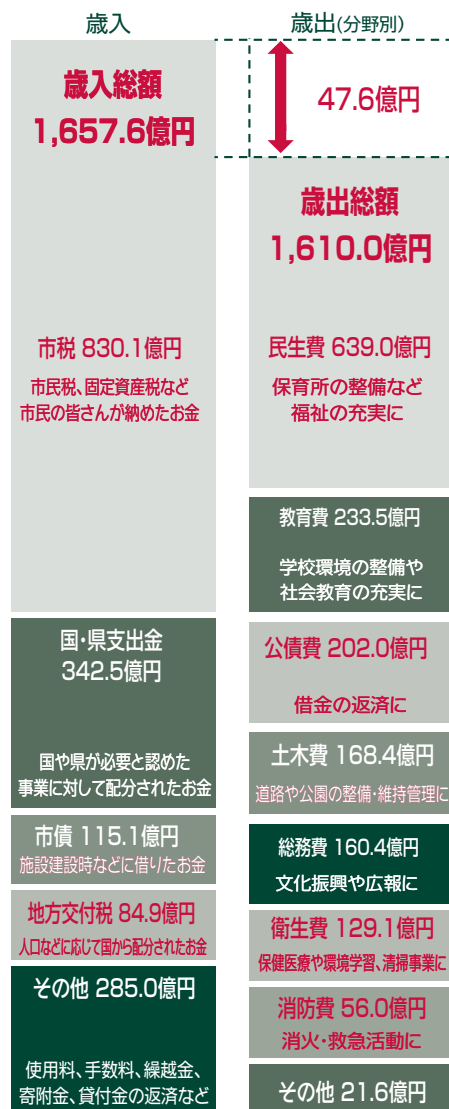 歳入
歳入総額
1,657.6億円
市税 830.1億円
市民税、固定資産税など
市民の皆さんが納めたお金
国・県支出金
342.5億円
国や県が必要と認めた
事業に対して配分されたお金
市債 115.1億円
施設建設時などに借りたお金
地方交付税 84.9億円
人口などに応じて国から配分されたお金
その他 285.0億円
使用料、手数料、繰越金、
寄附金、貸付金の返済など
歳出(分野別)
47.6億円
歳出総額
1,610.0億円
民生費 639.0億円
保育所の整備など
福祉の充実に
教育費 233.5億円
学校環境の整備や
社会教育の充実に
公債費 202.0億円
借金の返済に
土木費 168.4億円
道路や公園の整備・維持管理に
総務費 160.4億円
文化振興や広報に
衛生費 129.1億円
保健医療や環境学習、清掃事業に
消防費 56.0億円
消火・救急活動に
その他 21.6億円